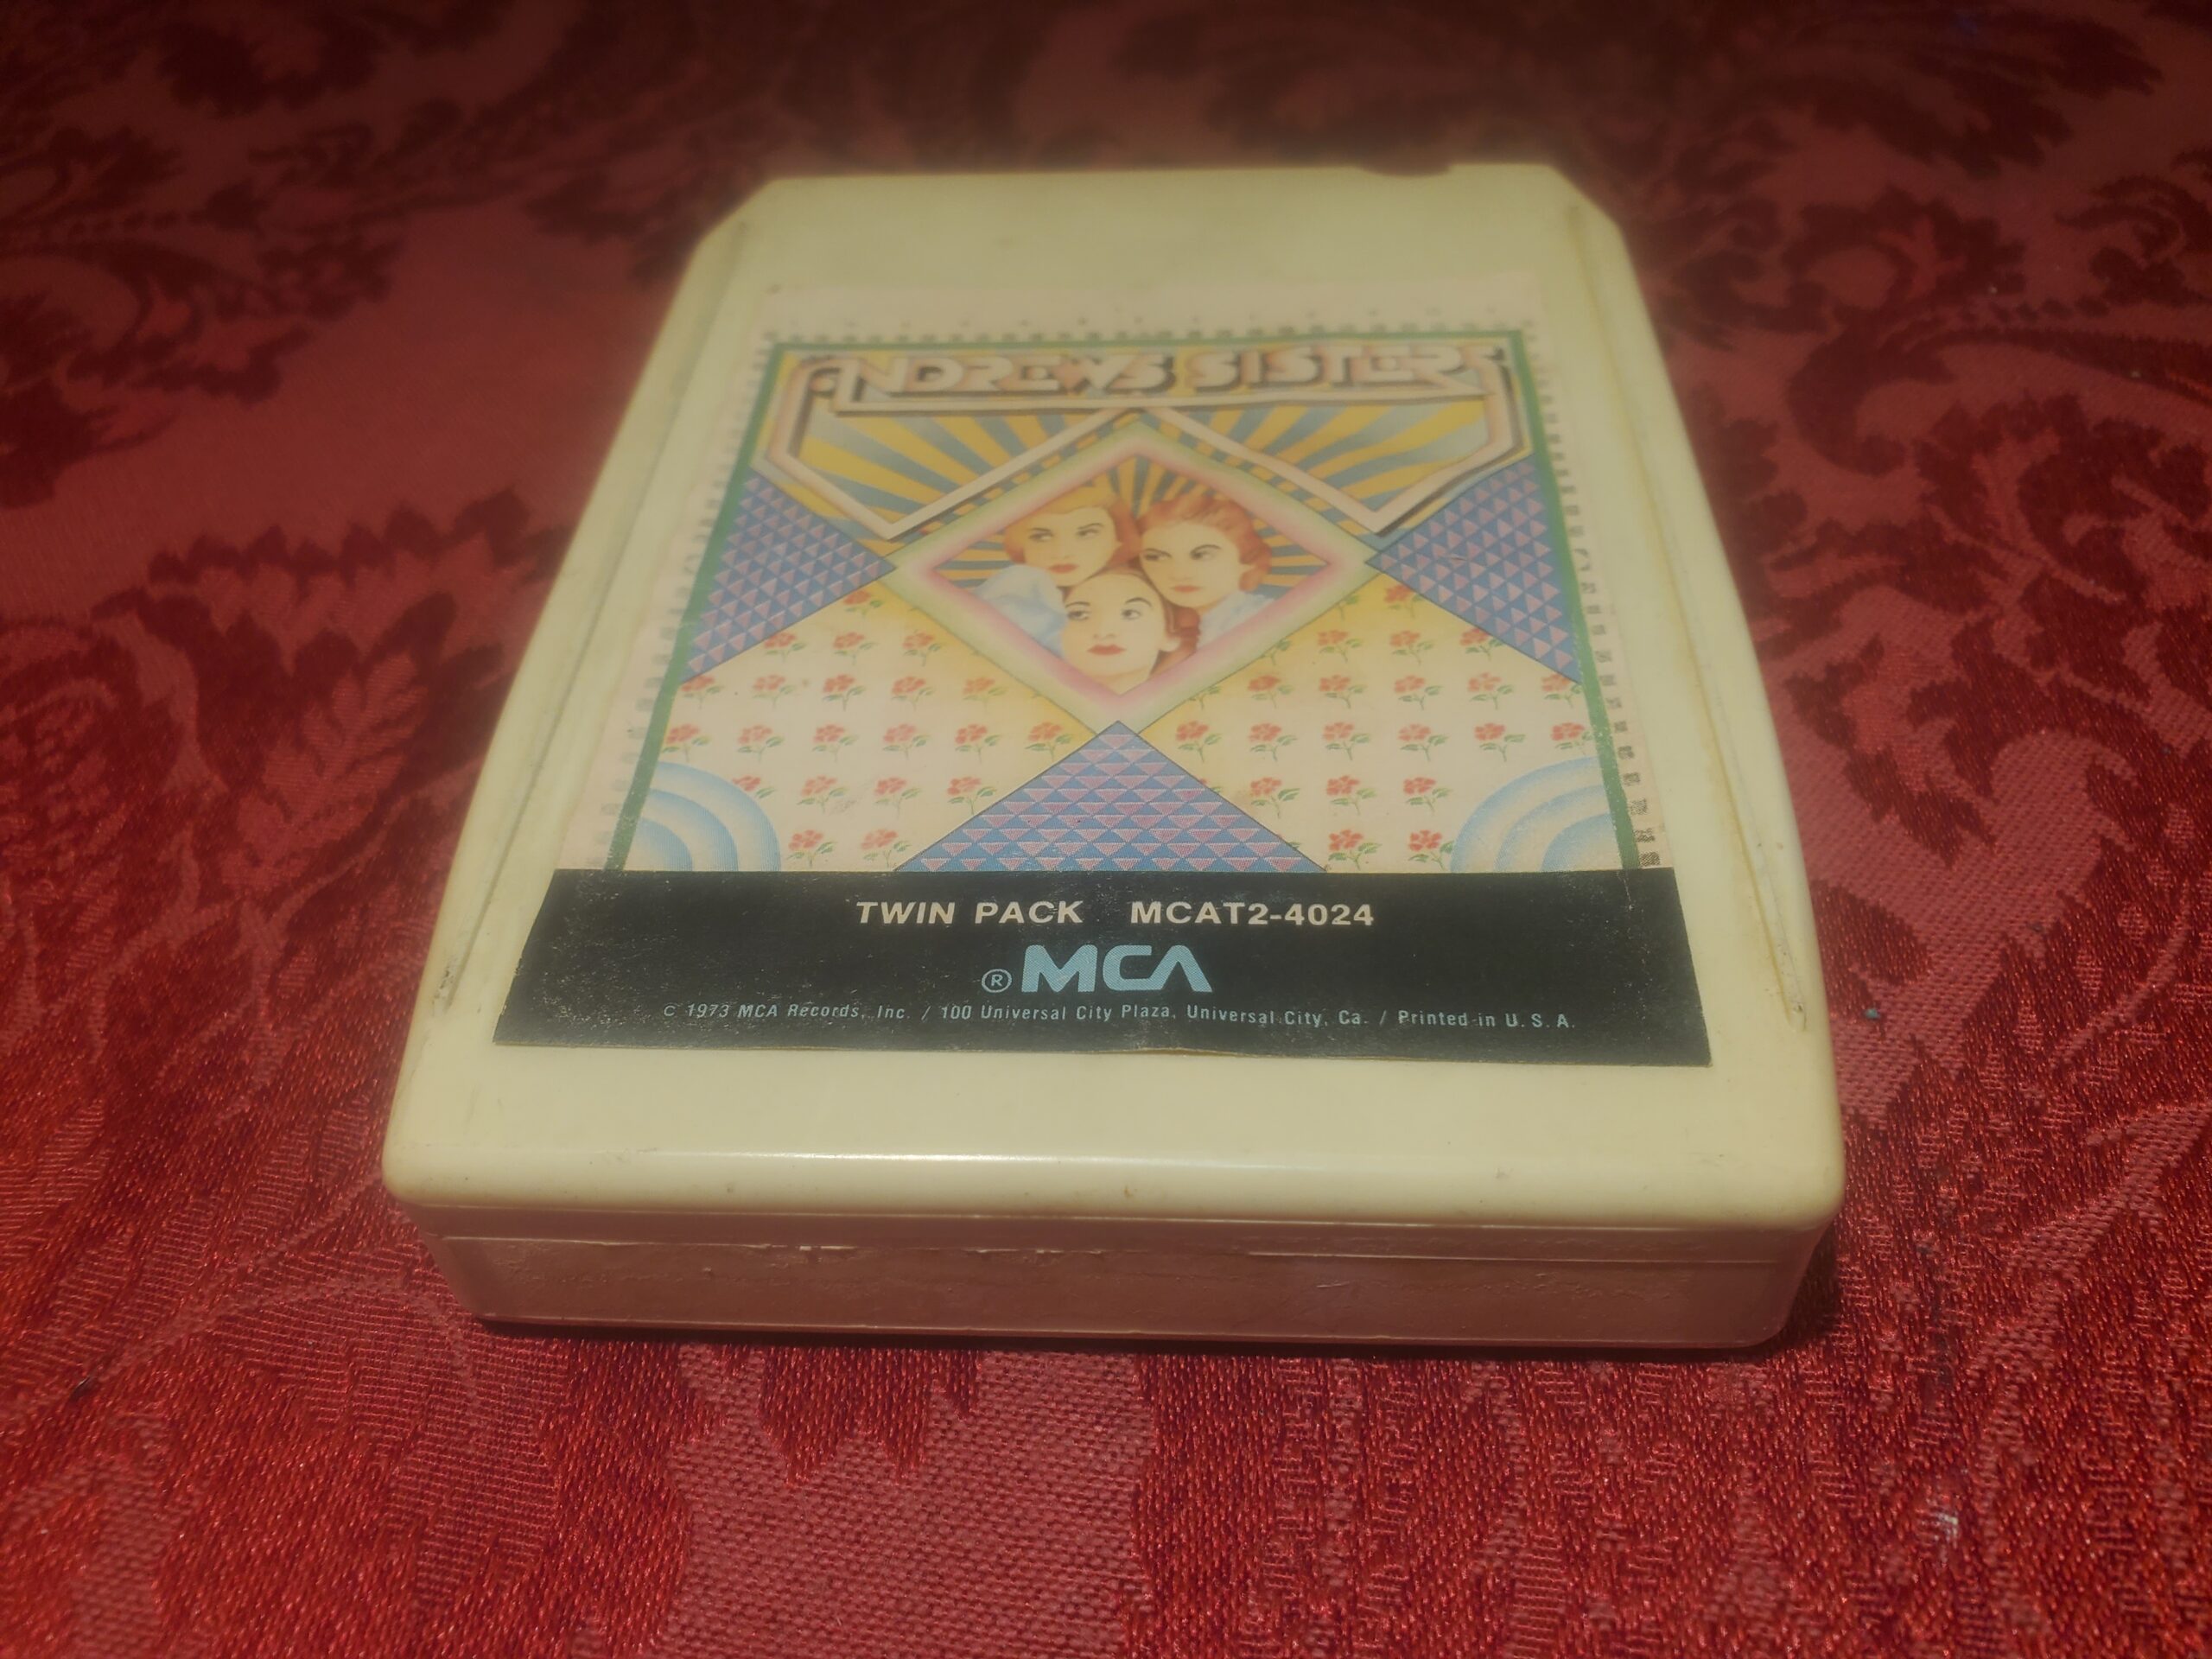 ANDREWS SISTERS
TWIN PACK MCAT2-4024
® MCA
© 1973 MCA Records, Inc. / 100 Universal City Plaza, Universal City, Ca. / Printed in U. S. A.